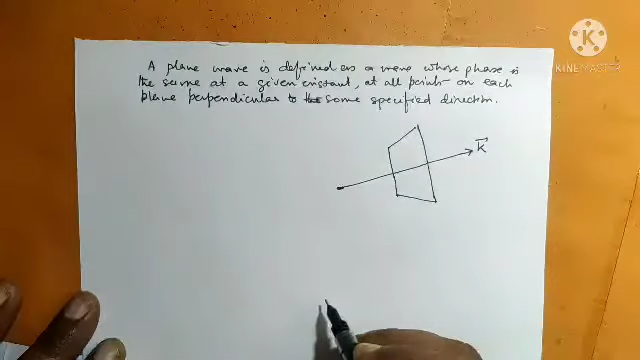 A plane wave is defined as a wave whose phase is
the same at a given instant, at all points on each
plane perpendicular to some specified direction.
k
K
KINEMASTER